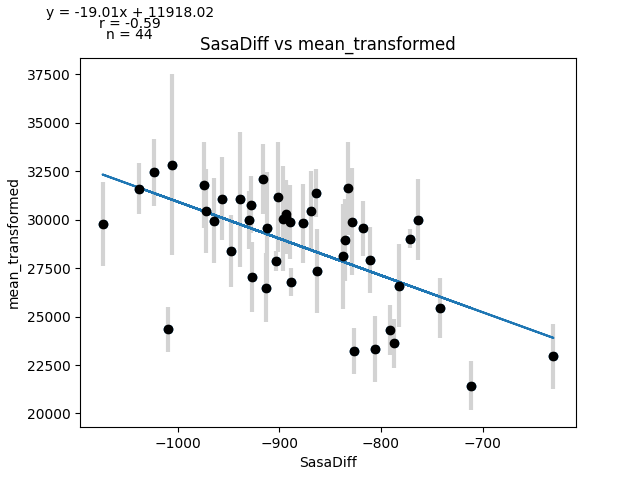 y = -19.01x + 11918.02
r = -0.59
n = 44
SasaDiff vs mean_transformed
37500
35000
32500
30000
27500
25000
22500
20000
mean_transformed
−1000
−900
−800
−700
SasaDiff